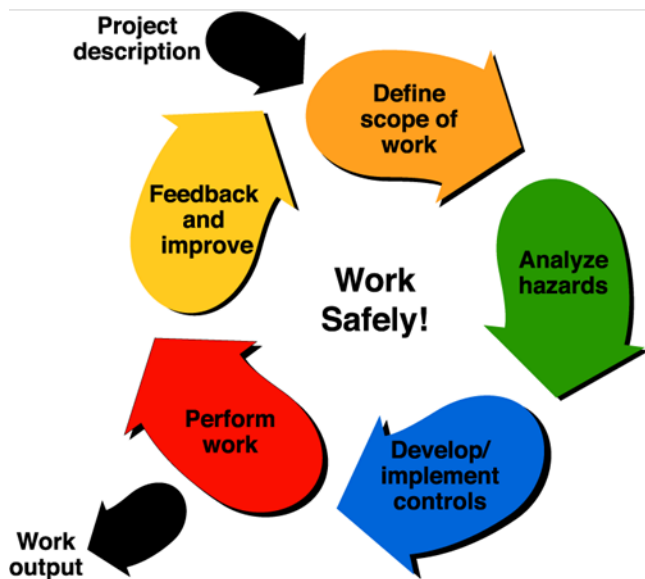 Project
description
Define
scope of
work
Analyze
hazards
Develop/
implement
controls
Perform
work
Work
output
Feedback
and
improve
Work
Safely!